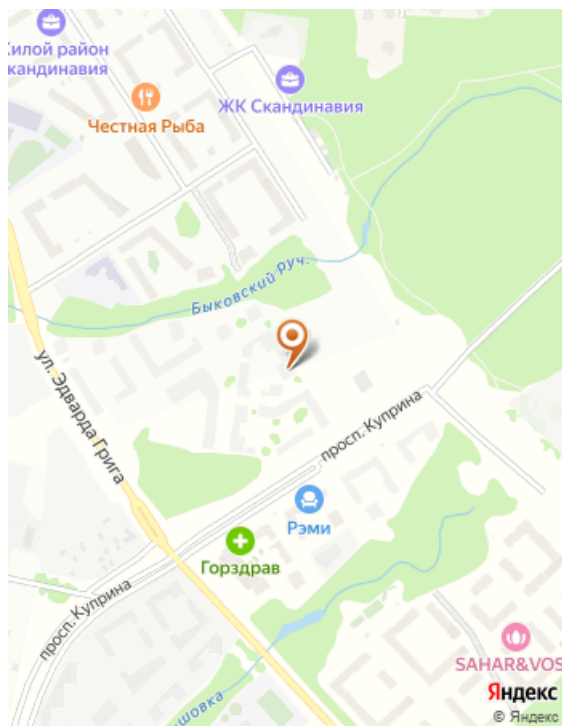 Жилой район
Скандинавия
ЖК Скандинавия
Честная Рыба
Быковский руч.
ул. Эдварда Грига
просп. Куприна
Рэми
Горздрав
просп. Куприна
SAHAR&VOS
Яндекс
© Яндекс